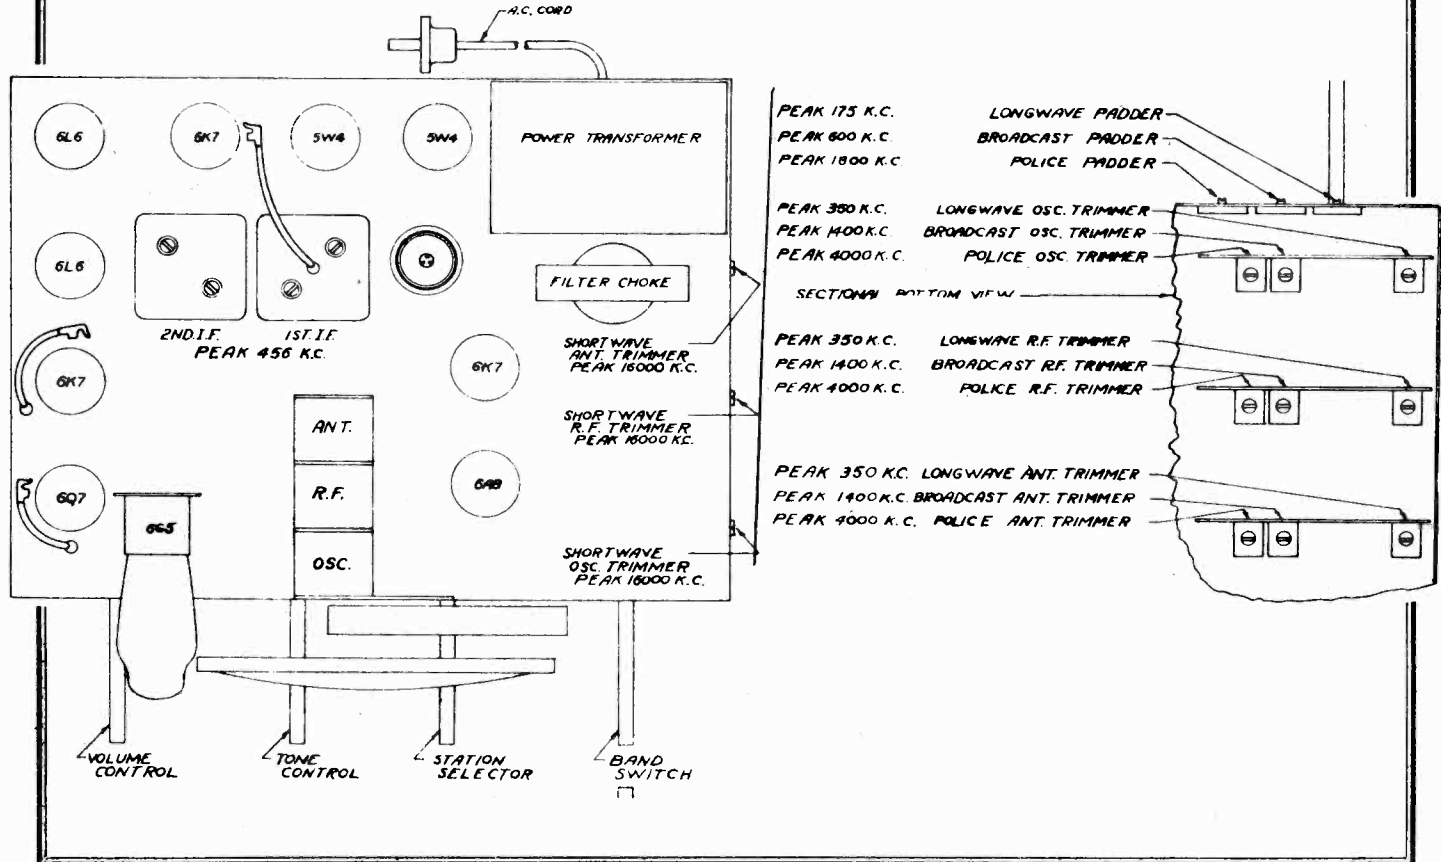 A.C. CORD
6L6
6K7
5W4
5W4
POWER TRANSFORMER
6L6
FILTER CHOKE
2ND. I.F.
1ST. I.F.
PEAK 456 K.C.
6K7
6K7
SHORTWAVE
ANT. TRIMMER
PEAK 16000 K.C.
ANT.
SHORTWAVE
R.F. TRIMMER
PEAK 16000 K.C.
6Q7
R.F.
6A8
OSC.
SHORTWAVE
OSC. TRIMMER
PEAK 16000 K.C.
VOLUME
CONTROL
TONE
CONTROL
STATION
SELECTOR
BAND
SWITCH
PEAK 175 K.C. LONGWAVE PADDER
PEAK 600 K.C. BROADCAST PADDER
PEAK 1800 K.C. POLICE PADDER
PEAK 350 K.C. LONGWAVE OSC. TRIMMER
PEAK 1400 K.C. BROADCAST OSC. TRIMMER
PEAK 4000 K.C. POLICE OSC. TRIMMER
SECTIONAL BOTTOM VIEW
PEAK 350 K.C. LONGWAVE R.F. TRIMMER
PEAK 1400 K.C. BROADCAST R.F. TRIMMER
PEAK 4000 K.C. POLICE R.F. TRIMMER
PEAK 350 K.C. LONGWAVE ANT. TRIMMER
PEAK 1400 K.C. BROADCAST ANT. TRIMMER
PEAK 4000 K.C. POLICE ANT. TRIMMER